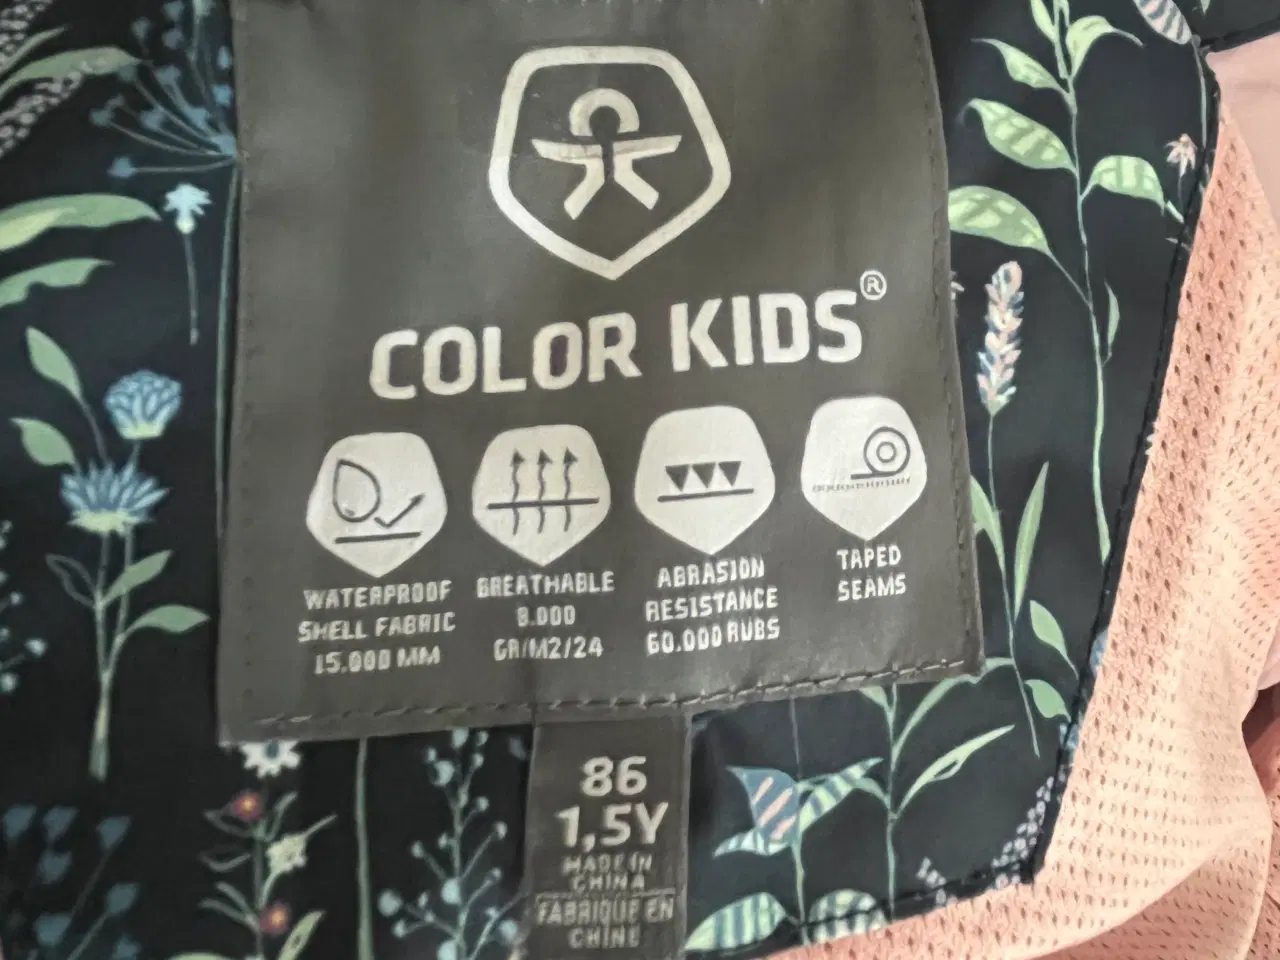 COLOR KIDS®
WATERPROOF
SHELL FABRIC
15.000 MM
BREATHABLE
8.000
GR/M2/24
ABRASION
RESISTANCE
60.000 RUBS
TAPED
SEAMS
86
1,5Y
MADE IN
CHINA
FABRIQUE EN
CHINE